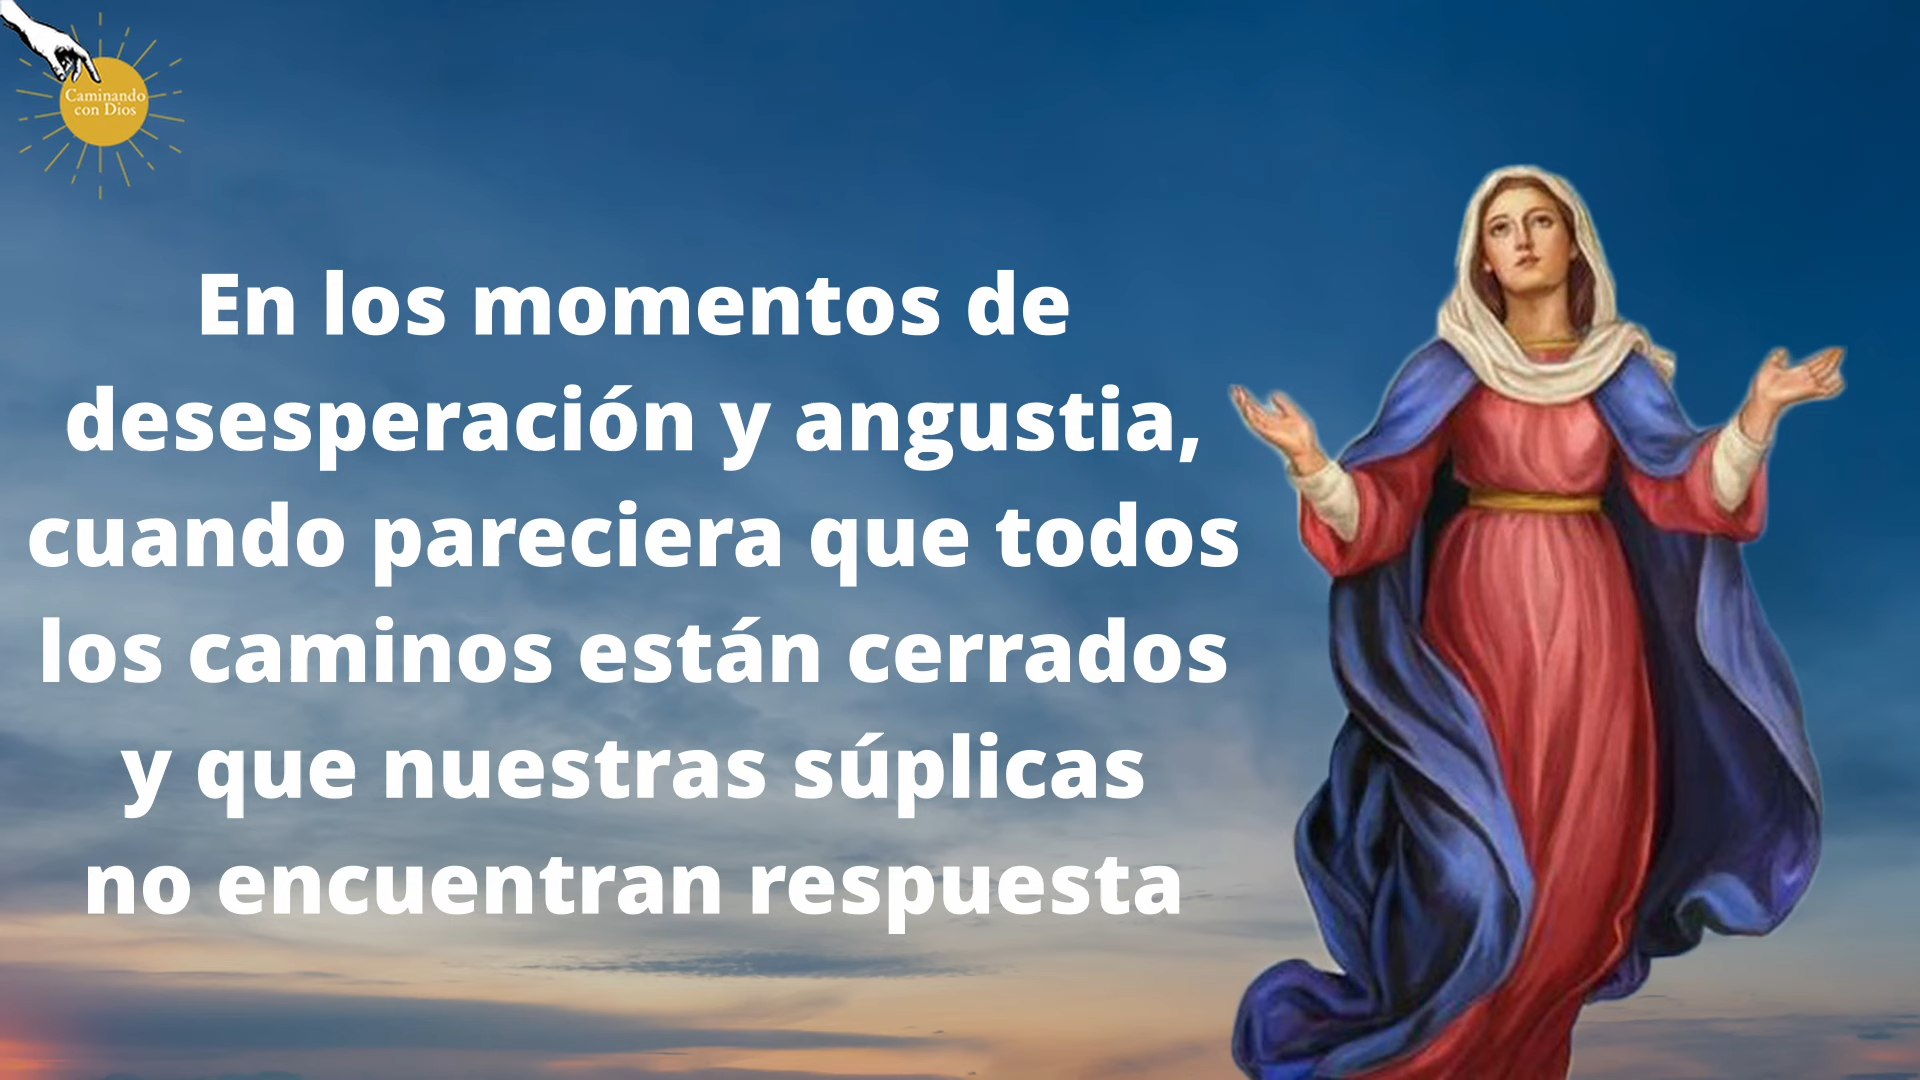 Caminando
con Dios
En los momentos de
desesperación y angustia,
cuando pareciera que todos
los caminos están cerrados
y que nuestras súplicas
no encuentran respuesta